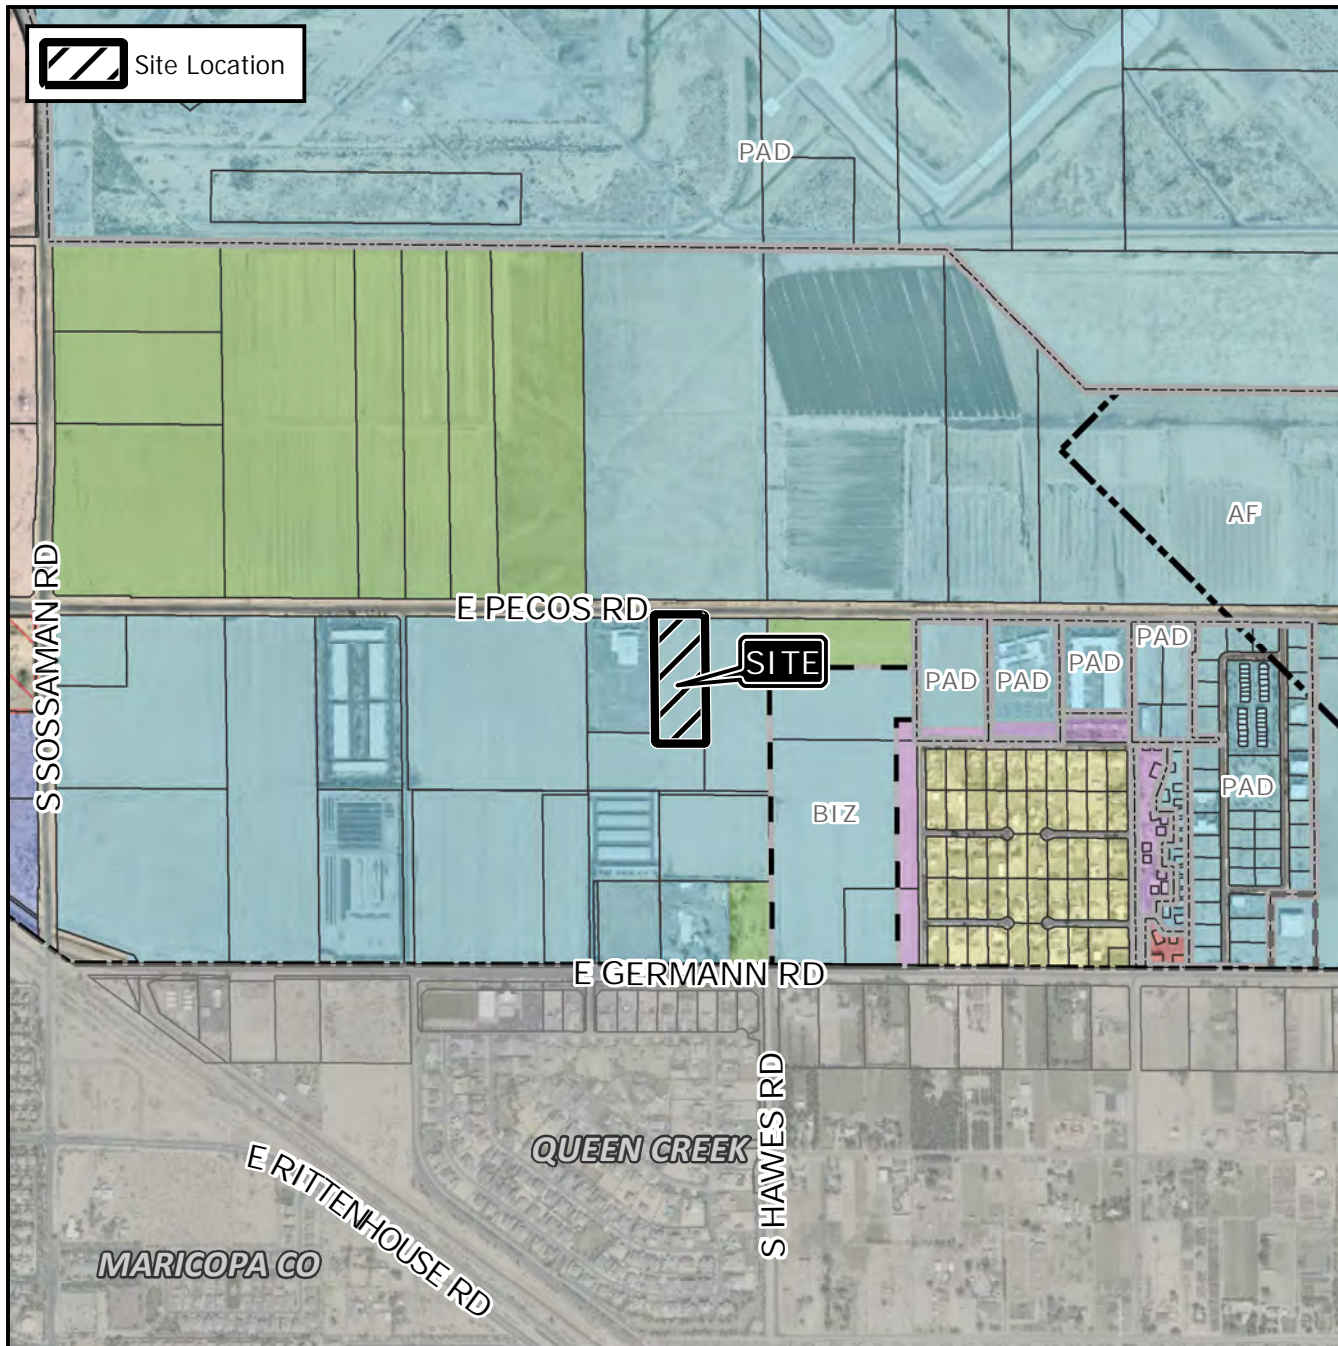 Site Location
PAD
AF
S SOSSAMAN RD
E PECOS RD
SITE
PAD
PAD
PAD
PAD
PAD
BIZ
E GERMANN RD
S HAWES RD
QUEEN CREEK
E RITTENHOUSE RD
MARICOPA CO